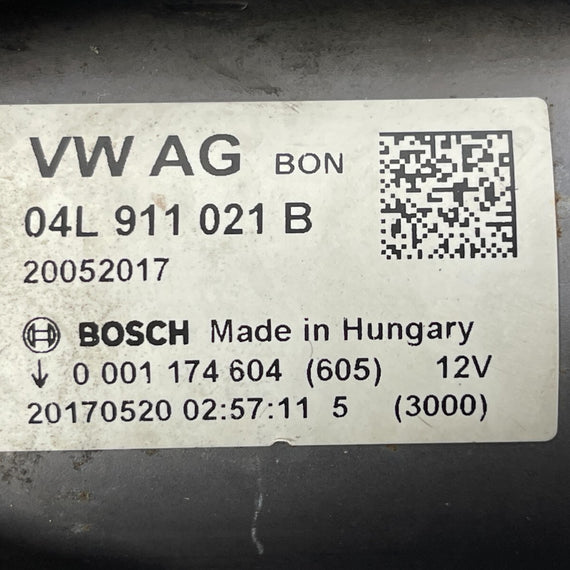 VW AG BON
04L 911 021 B
20052017
BOSCH Made in Hungary
↓ 0 001 174 604 (605) 12V
20170520 02:57:11 5 (3000)